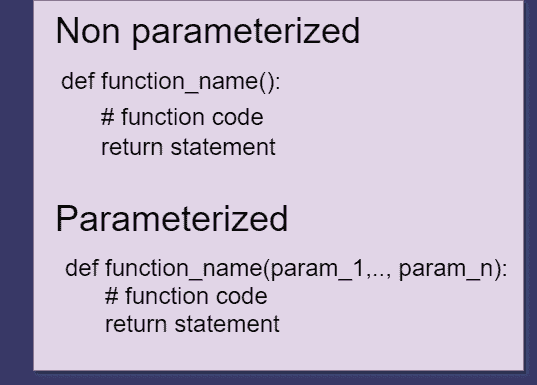 Non parameterized
def function_name():
# function code
return statement
Parameterized
def function_name(param_1,.., param_n):
# function code
return statement